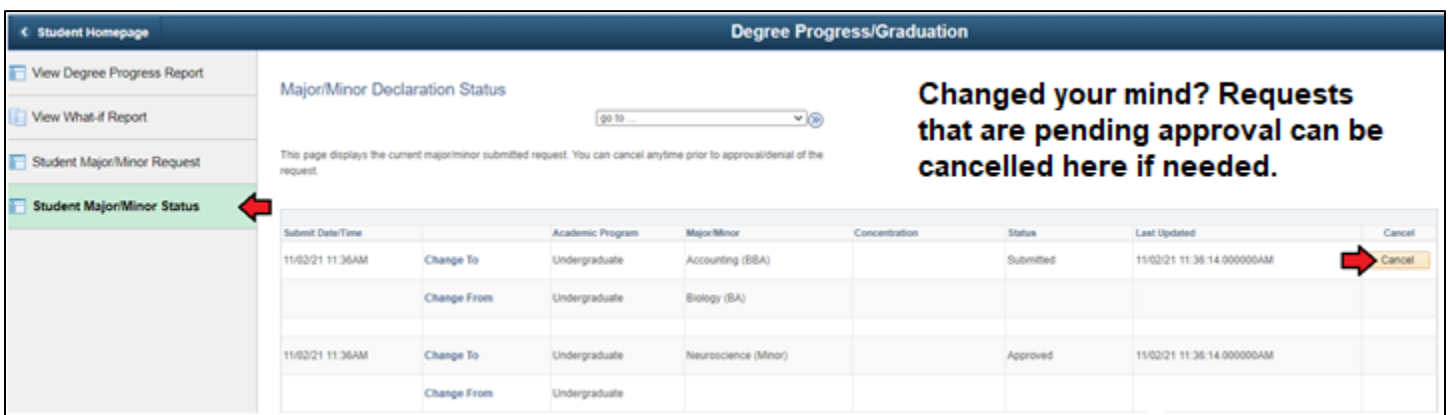 Student Homepage
Degree Progress/Graduation
View Degree Progress Report
View What-if Report
Student Major/Minor Request
Student Major/Minor Status
Major/Minor Declaration Status
go to ...
This page displays the current major/minor submitted request. You can cancel anytime prior to approval/denial of the
request.
Changed your mind? Requests
that are pending approval can be
cancelled here if needed.
Submit Date/Time Academic Program Major/Minor Concentration Status Last Updated Cancel
11/02/21 11:36AM Change To Undergraduate Accounting (BBA) Submitted 11/02/21 11:36:14.000000AM Cancel
Change From Undergraduate Biology (BA)
11/02/21 11:36AM Change To Undergraduate Neuroscience (Minor) Approved 11/02/21 11:36:14.000000AM
Change From Undergraduate